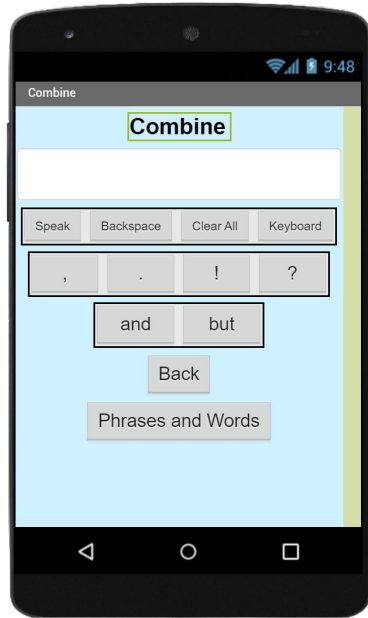 9:48
Combine
Combine
Speak Backspace Clear All Keyboard
, . ! ?
and but
Back
Phrases and Words